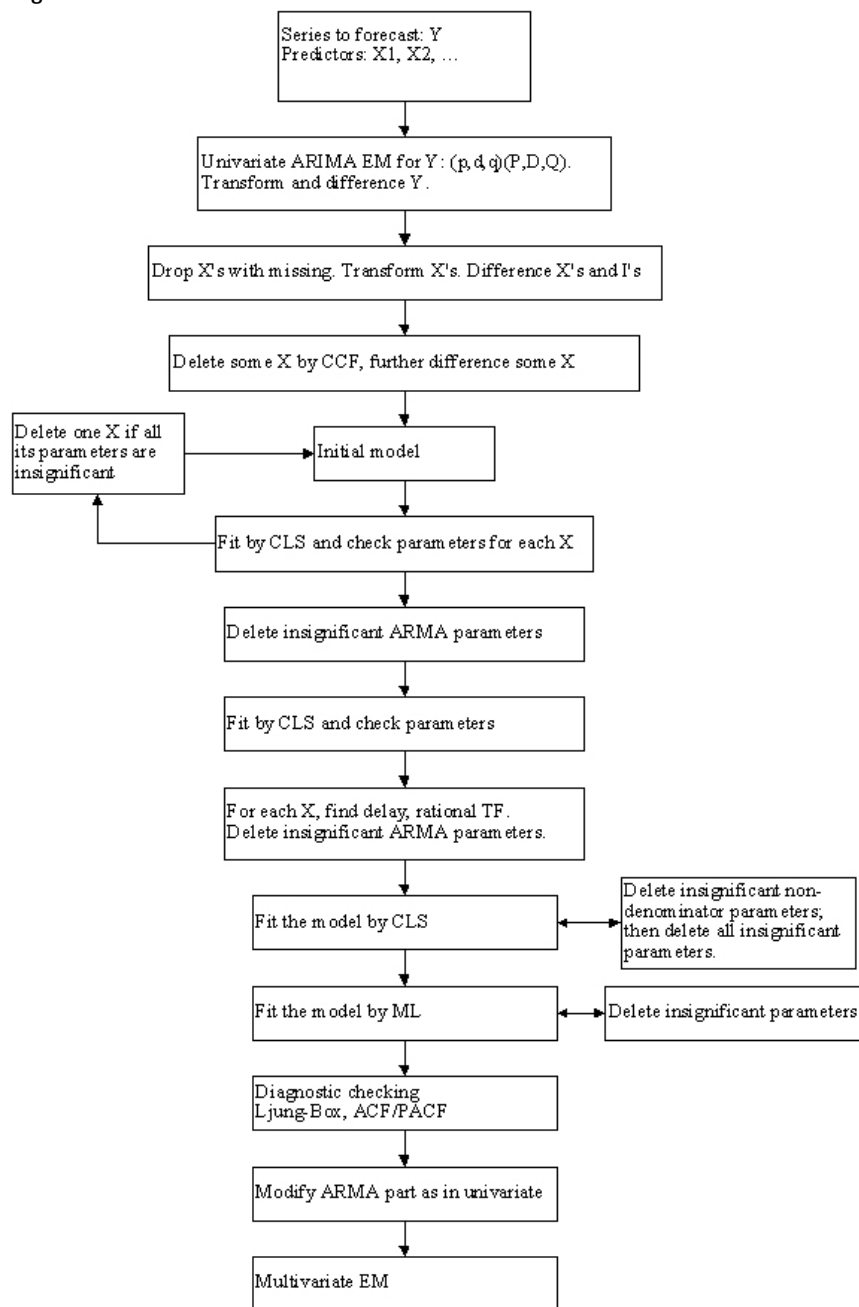 Series to forecast: Y
Predictors: X1, X2, ...
Univariate ARIMA EM for Y: (p,d,q)(P,D,Q).
Transform and difference Y.
Drop X's with missing. Transform X's. Difference X's and I's
Delete some X by CCF, further difference some X
Delete one X if all
its parameters are
insignificant
Initial model
Fit by CLS and check parameters for each X
Delete insignificant ARMA parameters
Fit by CLS and check parameters
For each X, find delay, rational TF.
Delete insignificant ARMA parameters.
Fit the model by CLS
Delete insignificant non-
denominator parameters;
then delete all insignificant
parameters.
Fit the model by ML
Delete insignificant parameters
Diagnostic checking
Ljung-Box, ACF/PACF
Modify ARMA part as in univariate
Multivariate EM